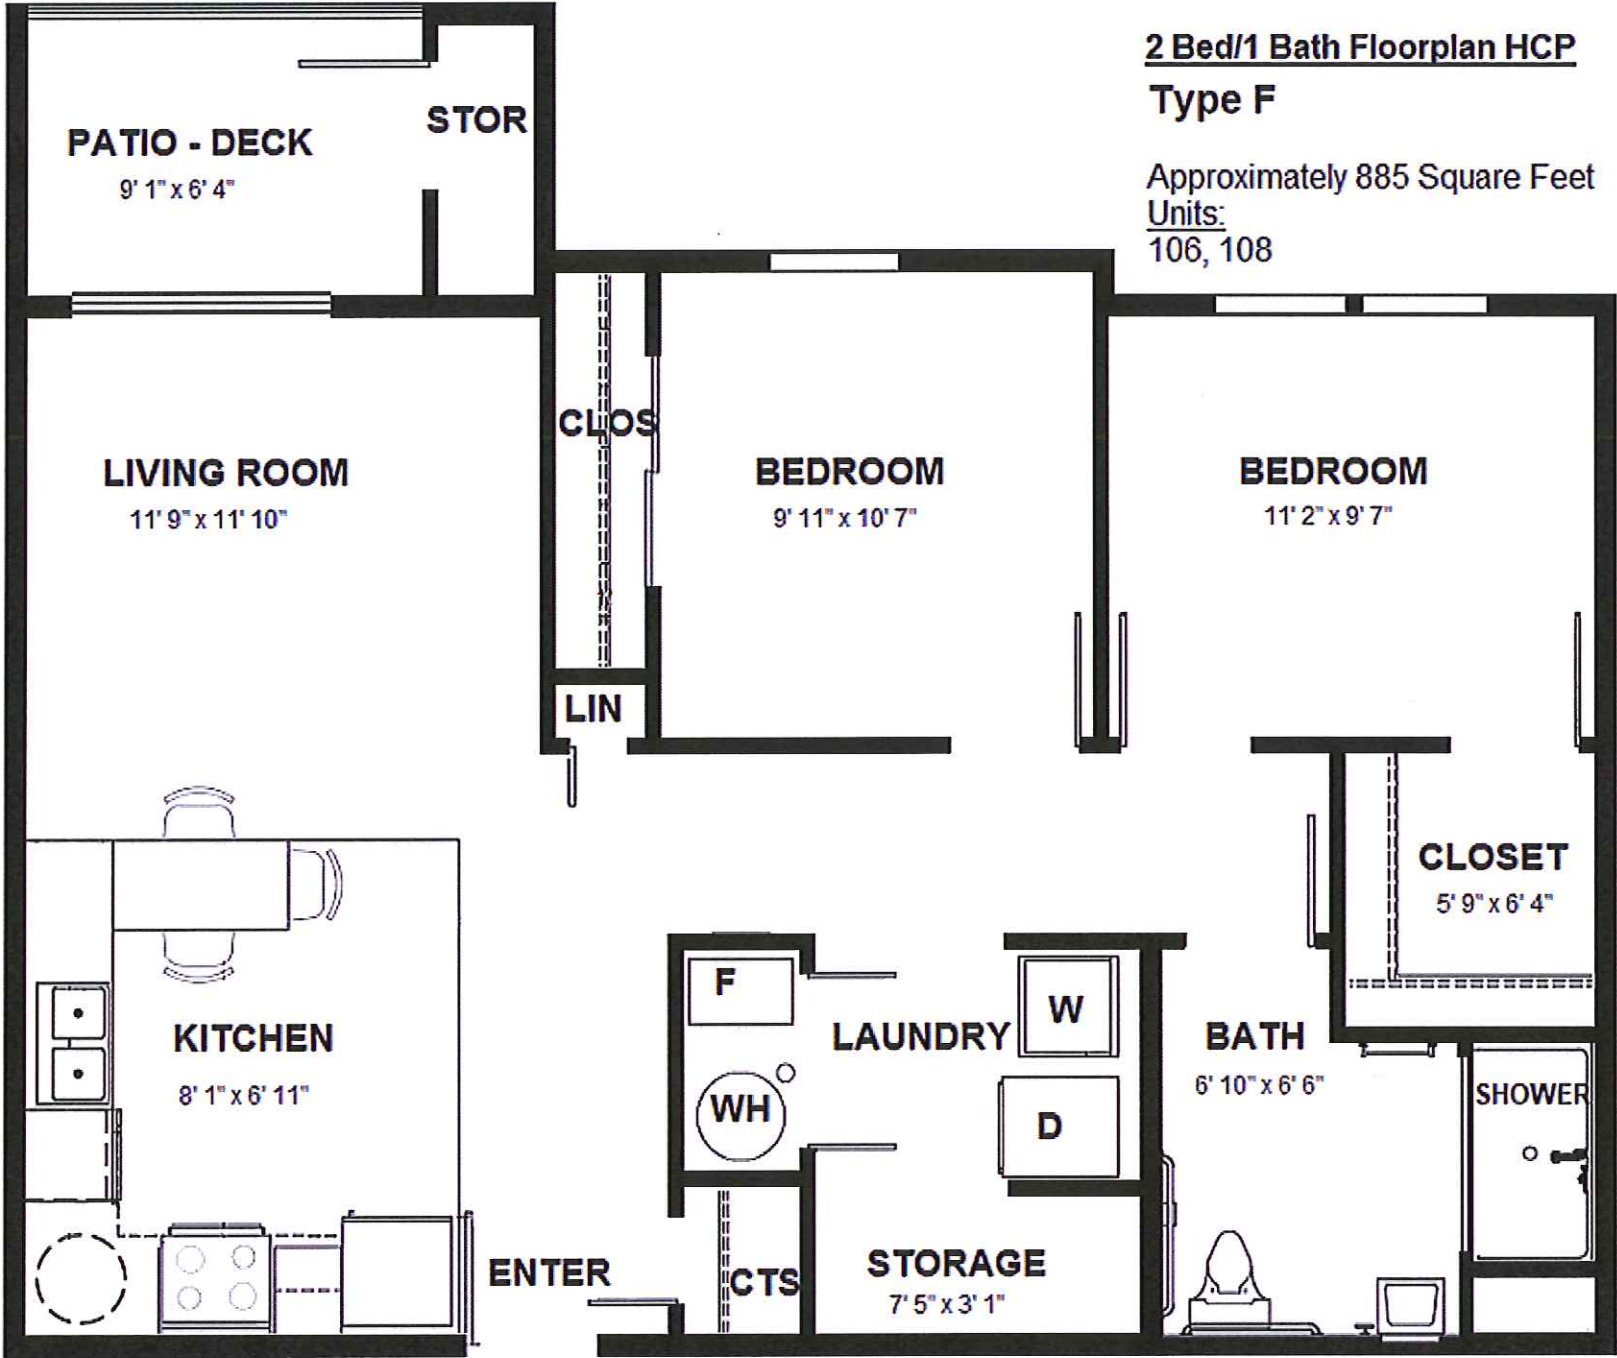 2 Bed/1 Bath Floorplan HCP
Type F
Approximately 885 Square Feet
Units:
106, 108
STOR
PATIO - DECK
9' 1" x 6' 4"
CLOS
LIVING ROOM
11' 9" x 11' 10"
BEDROOM
9' 11" x 10' 7"
BEDROOM
11' 2" x 9' 7"
LIN
CLOSET
5' 9" x 6' 4"
F
W
KITCHEN
8' 1" x 6' 11"
LAUNDRY
BATH
6' 10" x 6' 6"
SHOWER
WH
D
ENTER
CTS
STORAGE
7' 5" x 3' 1"